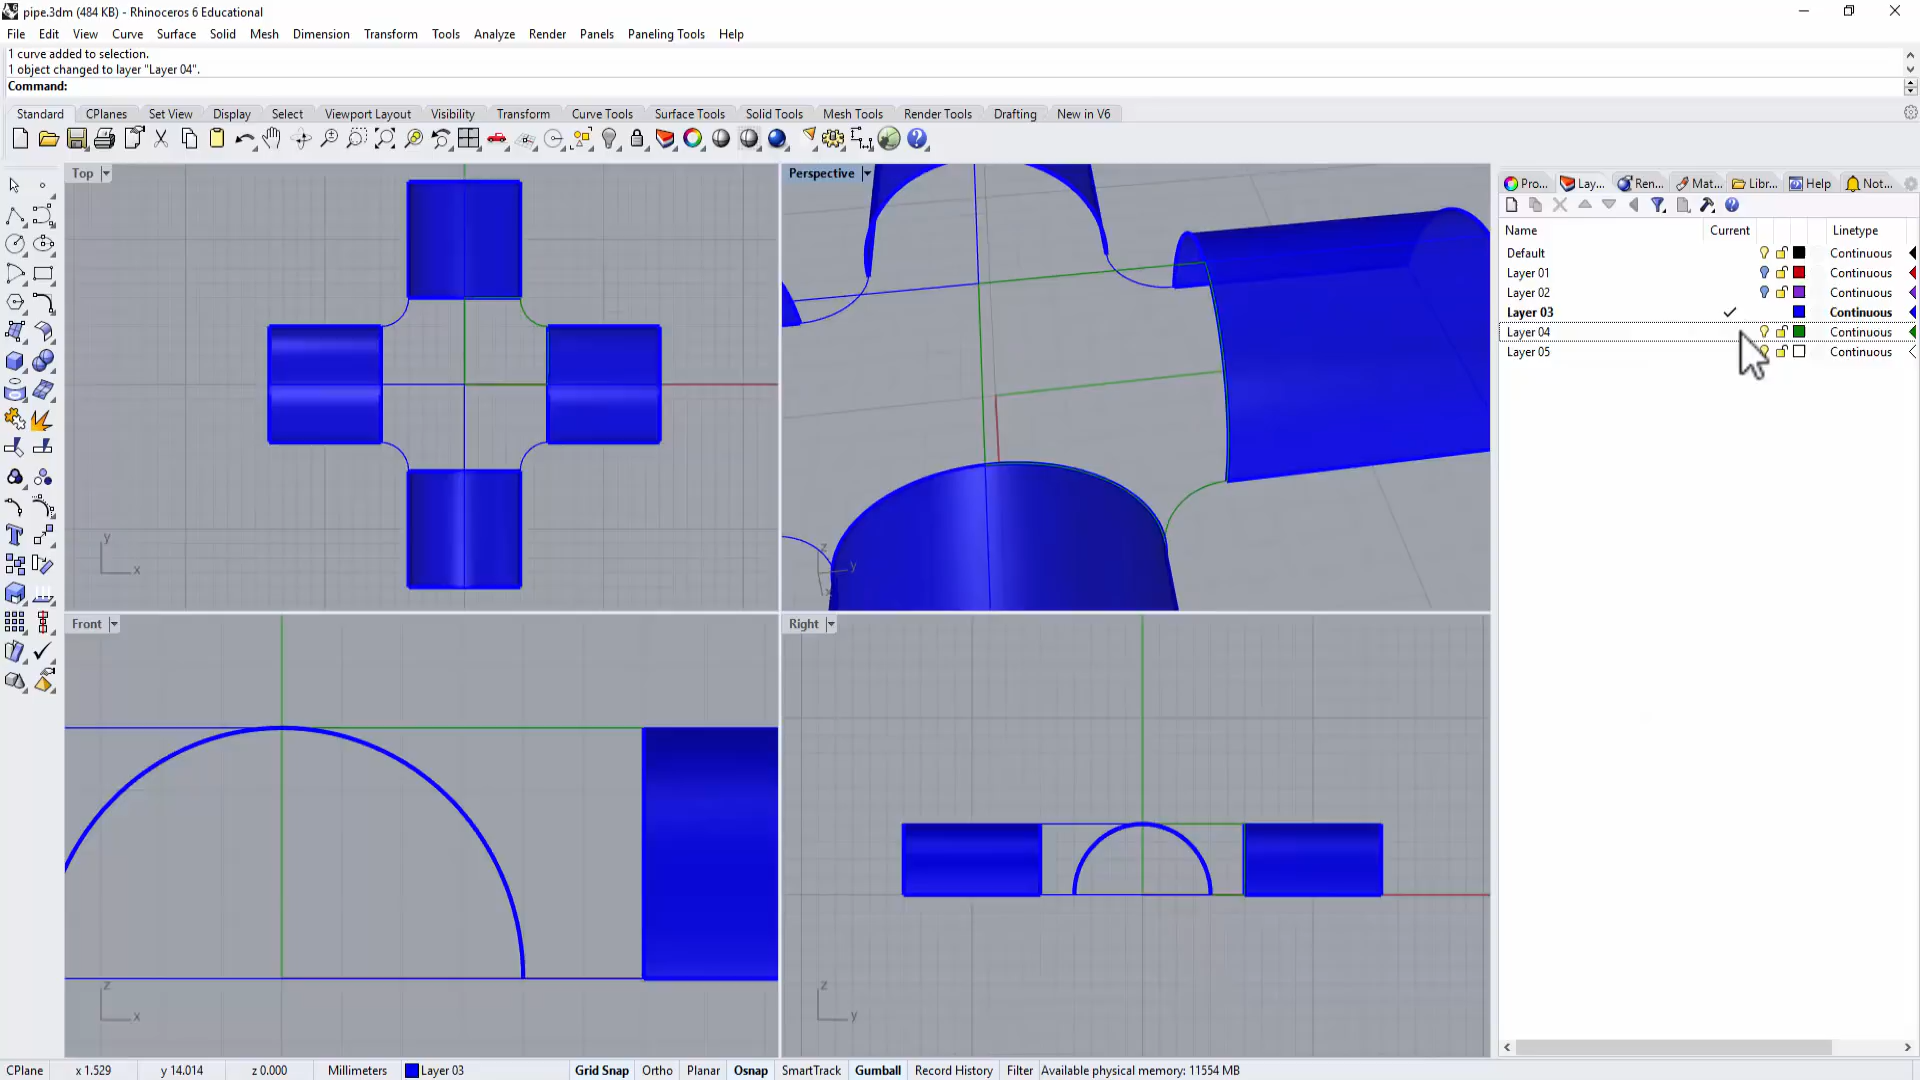 pipe.3dm (484 KB) - Rhinoceros 6 Educational
File Edit View Curve Surface Solid Mesh Dimension Transform Tools Analyze Render Panels Paneling Tools Help
1 curve added to selection.
1 object changed to layer "Layer 04".
Command:
Standard CPlanes Set View Display Select Viewport Layout Visibility Transform Curve Tools Surface Tools Solid Tools Mesh Tools Render Tools Drafting New in V6
Top
Perspective
Pro... Lay... Ren... Mat... Libr... Help Not...
Name Current Linetype
Default Continuous
Layer 01 Continuous
Layer 02 Continuous
Layer 03 Continuous
Layer 04 Continuous
Layer 05 Continuous
y
x
z
y
x
Front
Right
z
x
z
y
CPlane x 1.529 y 14.014 z 0.000 Millimeters Layer 03 Grid Snap Ortho Planar Osnap SmartTrack Gumball Record History Filter Available physical memory: 11554 MB